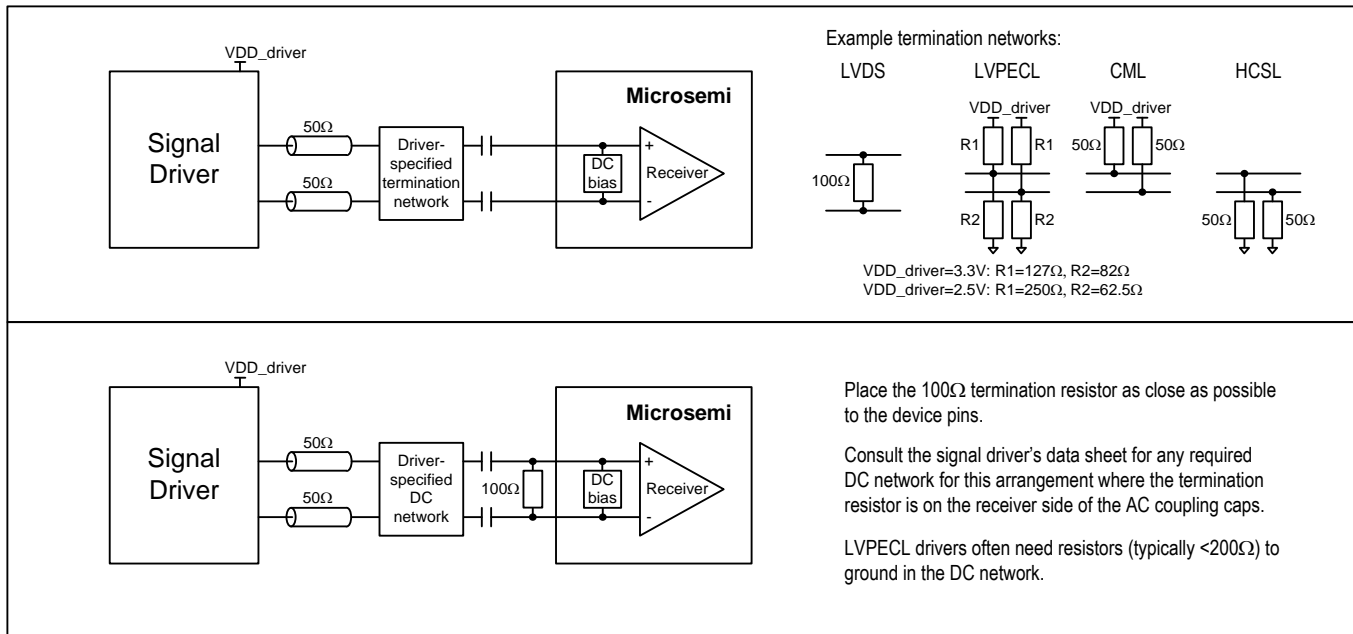 VDD_driver
Signal
Driver
50Ω
50Ω
Driver-
specified
termination
network
Microsemi
+
-
DC
bias
Receiver
Example termination networks:
LVDS
LVPECL
CML
HCSL
100Ω
VDD_driver
R1
R1
R2
R2
VDD_driver
50Ω
50Ω
50Ω
50Ω
VDD_driver=3.3V: R1=127Ω, R2=82Ω
VDD_driver=2.5V: R1=250Ω, R2=62.5Ω
VDD_driver
Signal
Driver
50Ω
50Ω
Driver-
specified
DC
network
100Ω
Microsemi
+
-
DC
bias
Receiver
Place the 100Ω termination resistor as close as possible
to the device pins.
Consult the signal driver's data sheet for any required
DC network for this arrangement where the termination
resistor is on the receiver side of the AC coupling caps.
LVPECL drivers often need resistors (typically <200Ω) to
ground in the DC network.